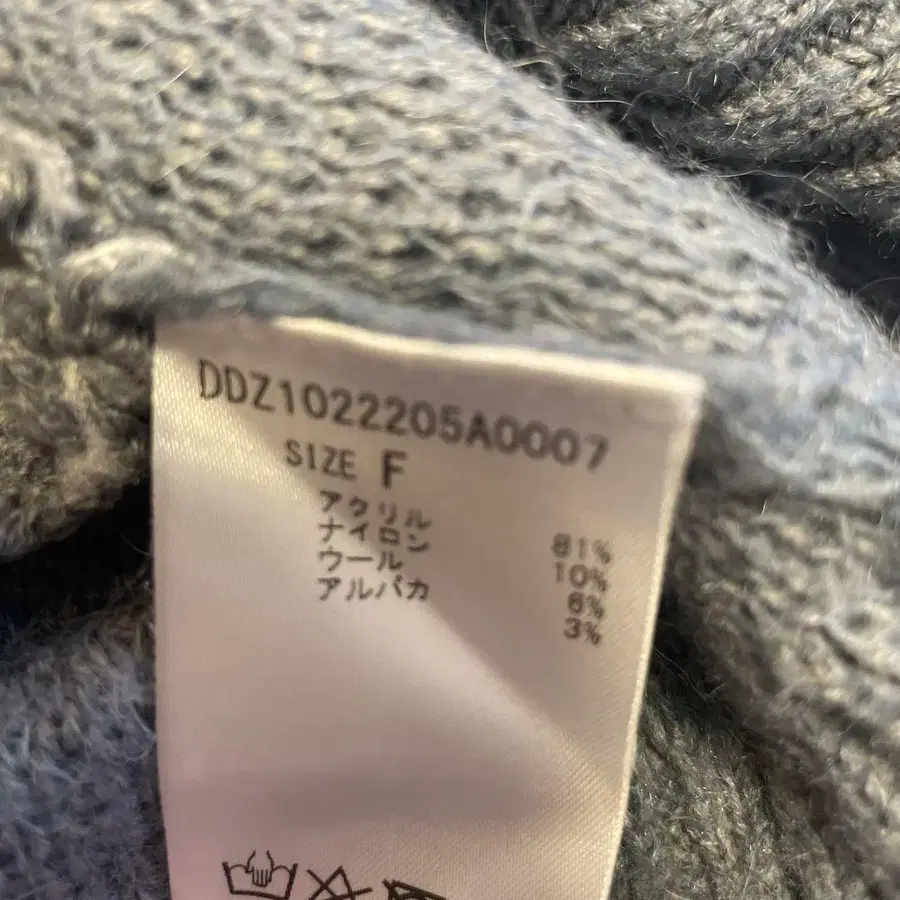 DDZ1022205A0007
SIZE F
アクリル 81%
ナイロン 10%
ウール 6%
アルパカ 3%